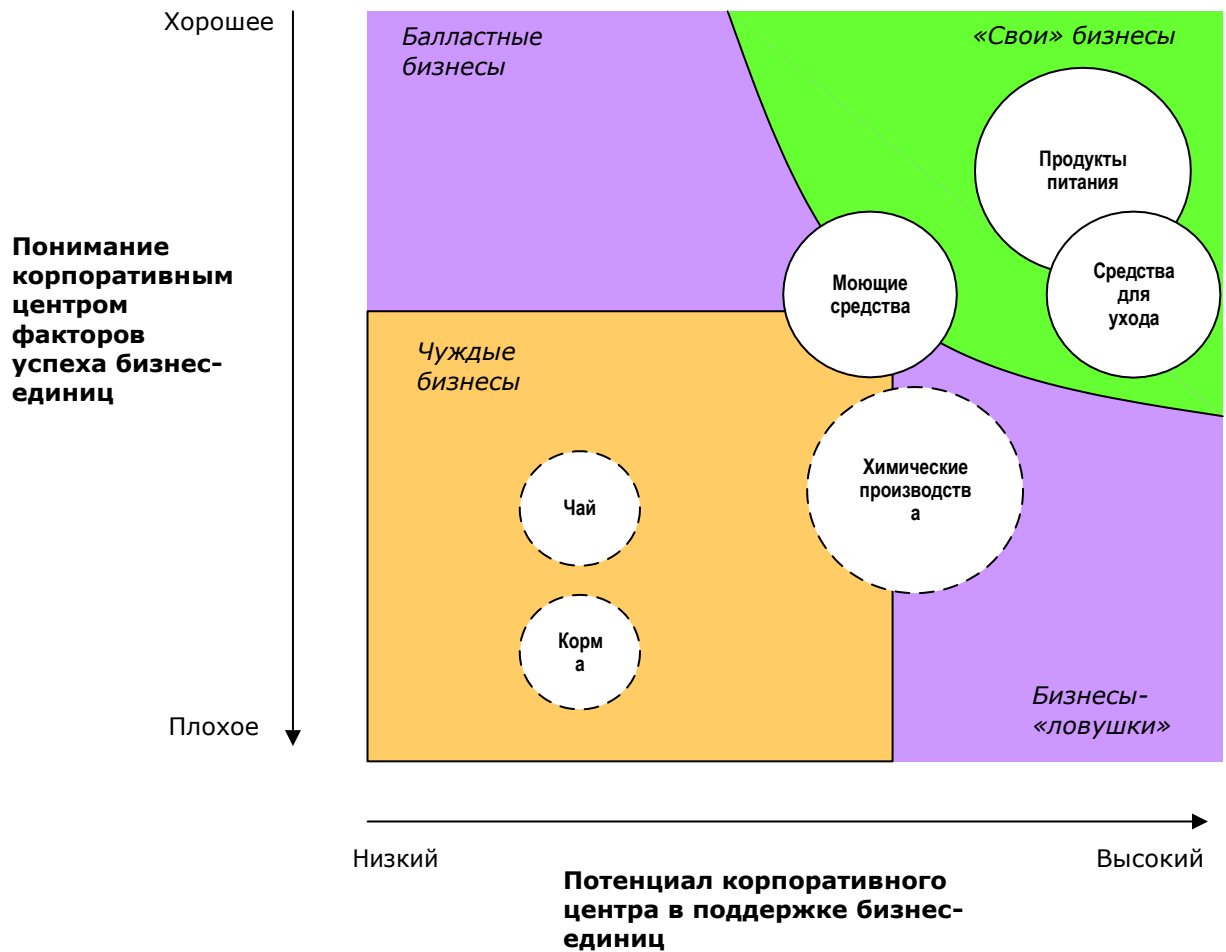 Хорошее
Балластные
бизнесы
«Свои» бизнесы
Продукты
питания
Понимание
корпоративным
центром
факторов
успеха бизнес-
единиц
Моющие
средства
Средства
для
ухода
Чуждые
бизнесы
Химические
производств
а
Чай
Корм
а
Бизнесы-
«ловушки»
Плохое
Низкий
Высокий
Потенциал корпоративного
центра в поддержке бизнес-
единиц